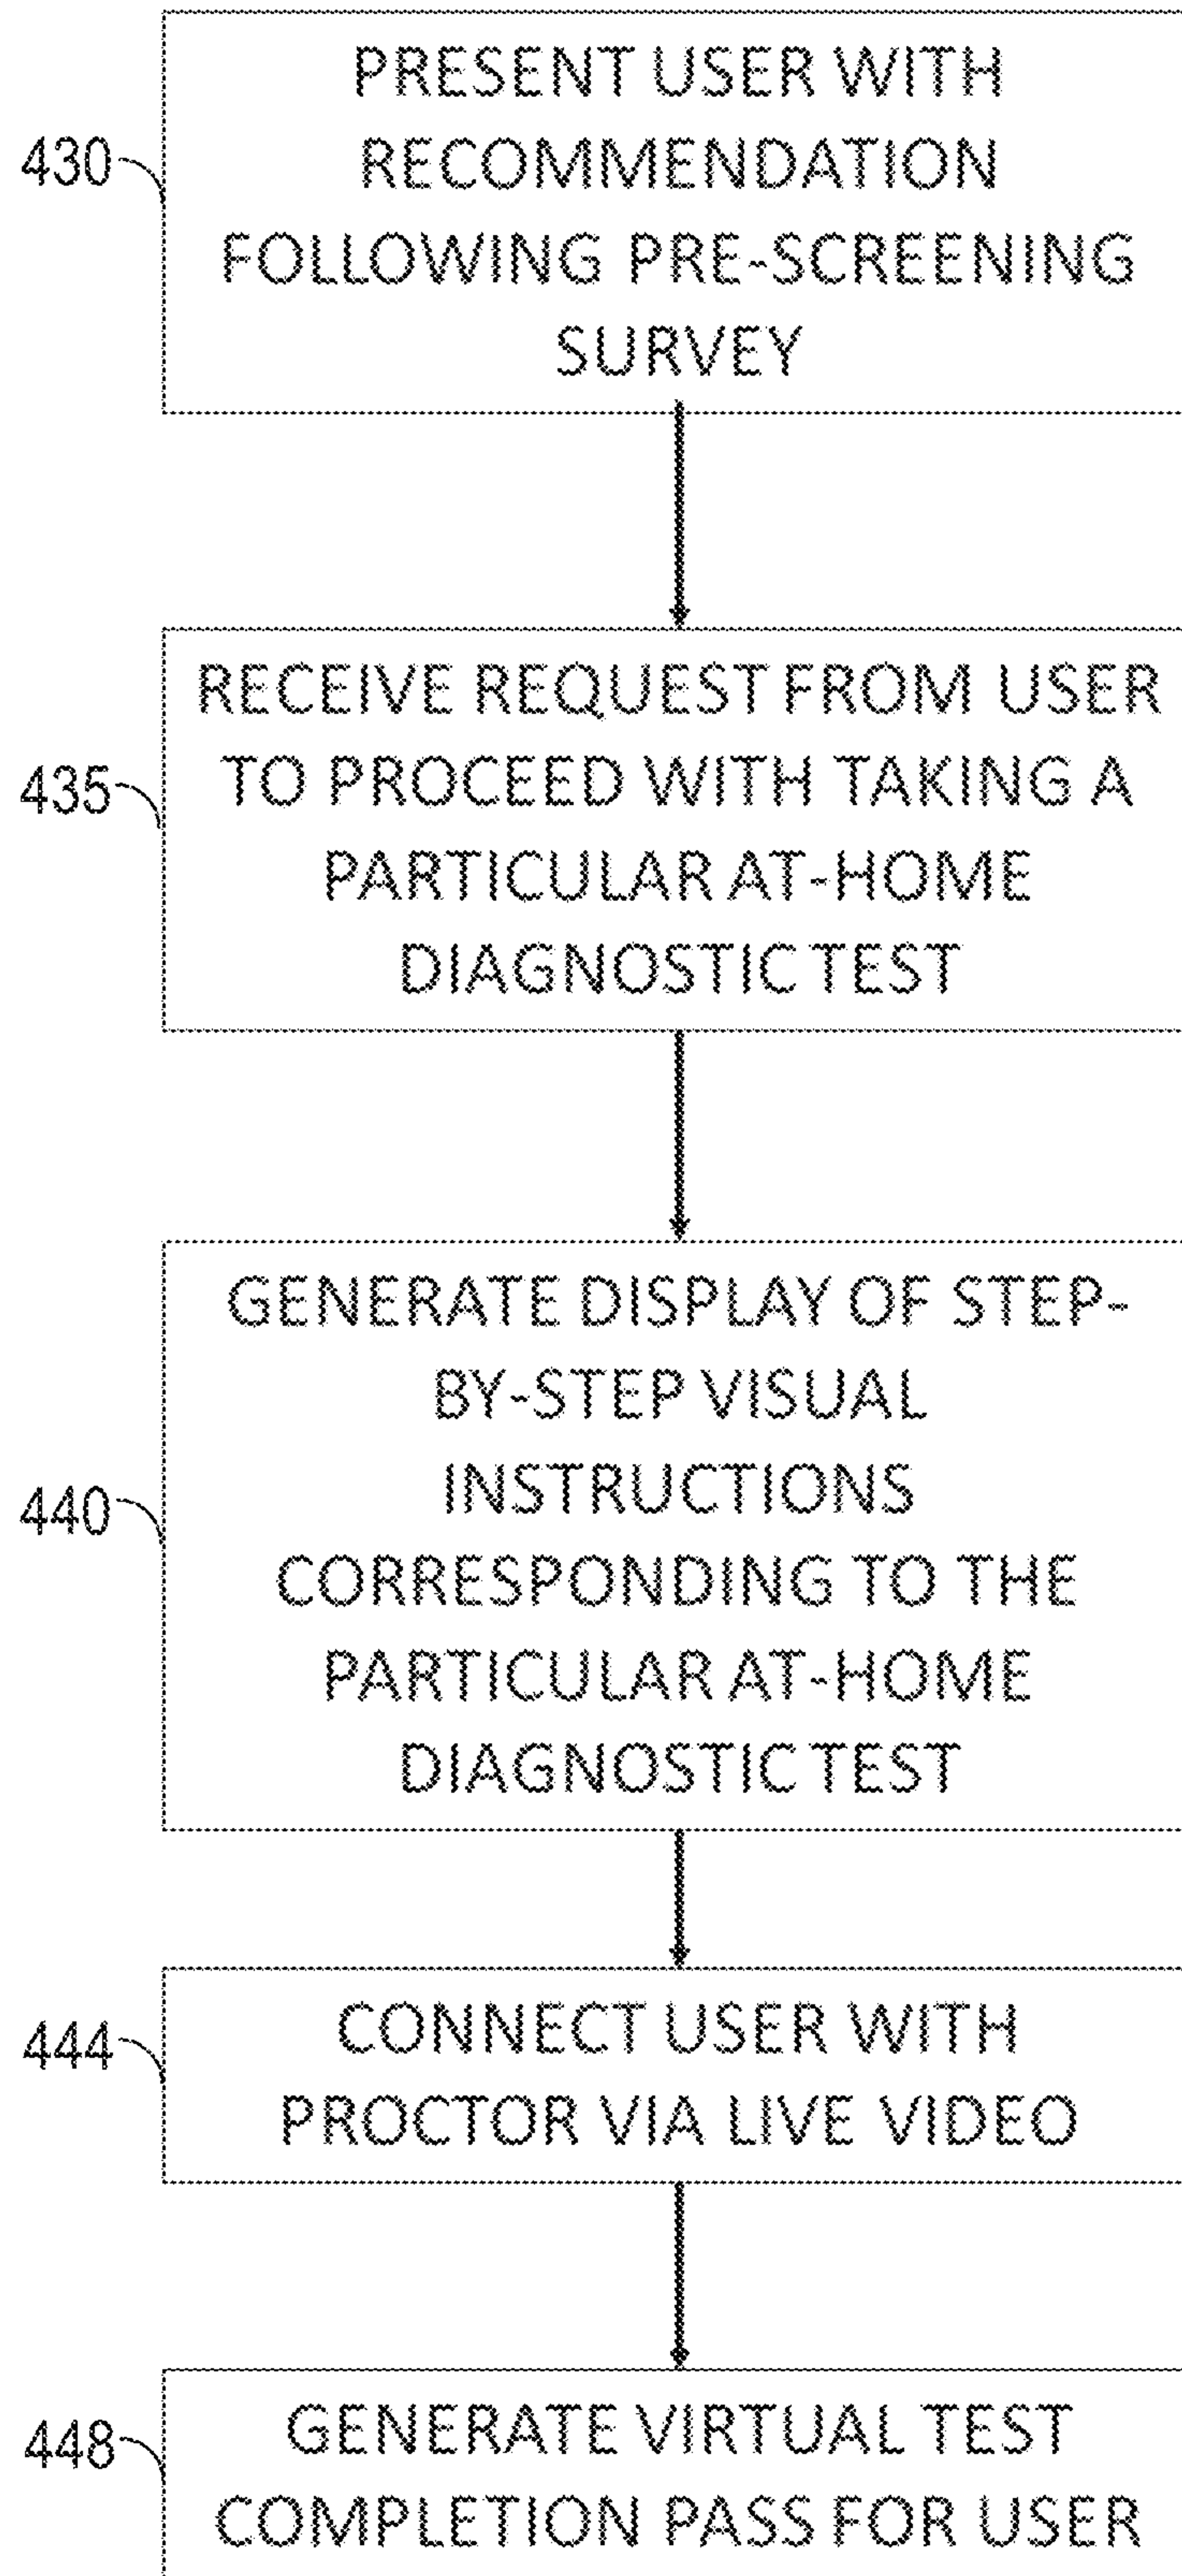 PRESENT USER WITH
430
RECOMMENDATION
FOLLOWING PRE-SCREENING
SURVEY
RECEIVE REQUEST FROM USER
435
TO PROCEED WITH TAKING A
PARTICULAR AT-HOME
DIAGNOSTIC TEST
GENERATE DISPLAY OF STEP-
BY-STEP VISUAL
INSTRUCTIONS
440
CORRESPONDING TO THE
PARTICULAR AT-HOME
DIAGNOSTIC TEST
CONNECT USER WITH
444
PROCTOR VIA LIVE VIDEO
GENERATE VIRTUAL TEST
448
COMPLETION PASS FOR USER